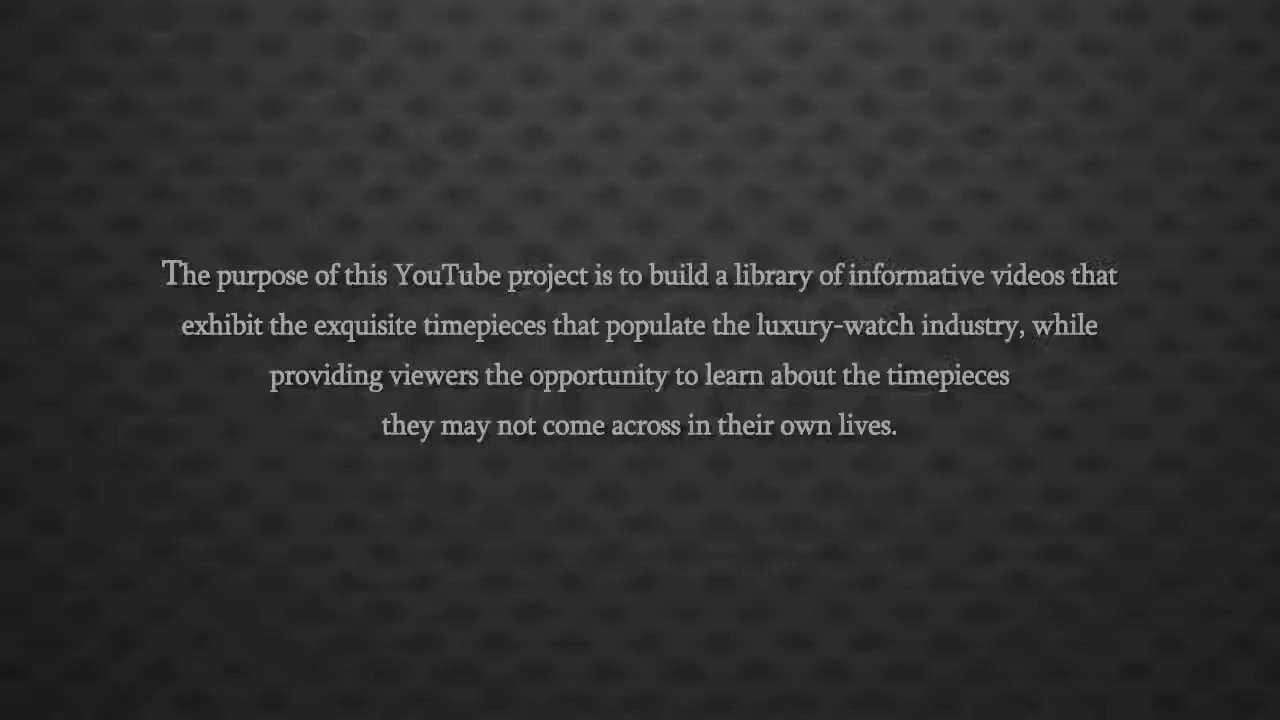 The purpose of this YouTube project is to build a library of informative videos that
exhibit the exquisite timepieces that populate the luxury-watch industry, while
providing viewers the opportunity to learn about the timepieces
they may not come across in their own lives.